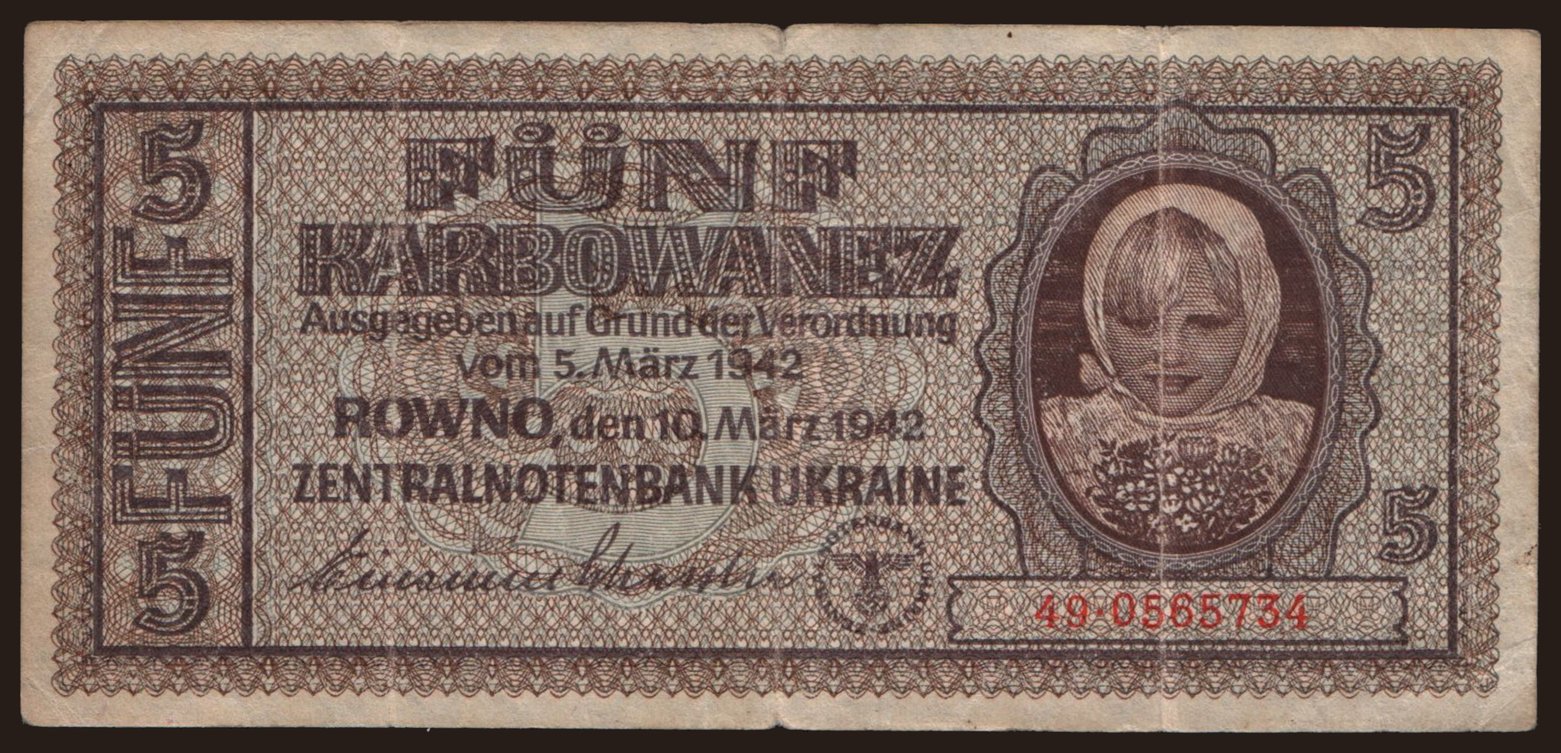 5
FÜNF
5
FÜNF
KARBOWANEZ
Ausgegeben auf Grund der Verordnung
vom 5. März 1942
ROWNO, den 10. März 1942
ZENTRALNOTENBANK UKRAINE
5
5
5
49·0565734